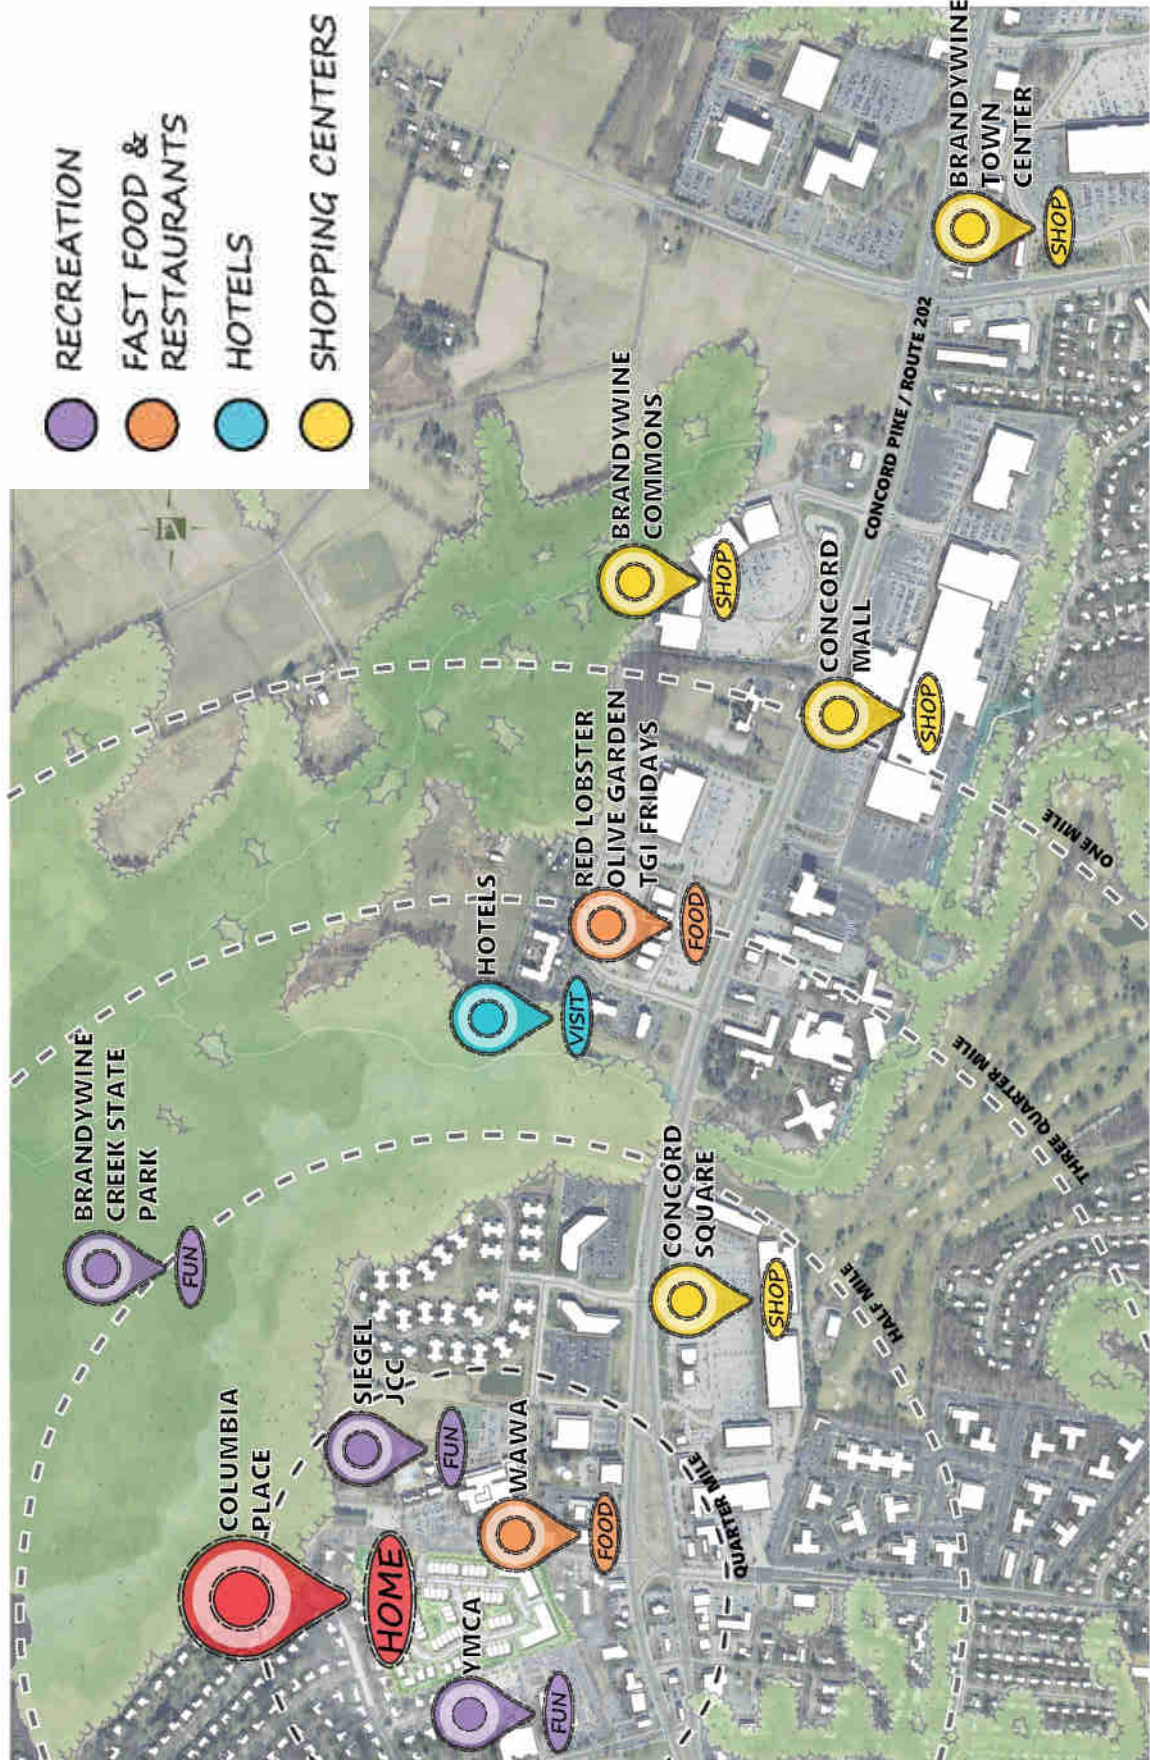 RECREATION
FAST FOOD &
RESTAURANTS
HOTELS
SHOPPING CENTERS
BRANDYWINE
CREEK STATE
PARK
FUN
COLUMBIA
PLACE
HOME
SIEGEL
JCC
FUN
WAWA
FOOD
YMCA
FUN
HOTELS
VISIT
RED LOBSTER
OLIVE GARDEN
TGI FRIDAYS
FOOD
BRANDYWINE
COMMONS
SHOP
CONCORD
SQUARE
SHOP
CONCORD
MALL
SHOP
BRANDYWINE
TOWN
CENTER
SHOP
CONCORD PIKE / ROUTE 202
QUARTER MILE
HALF MILE
THREE QUARTER MILE
ONE MILE